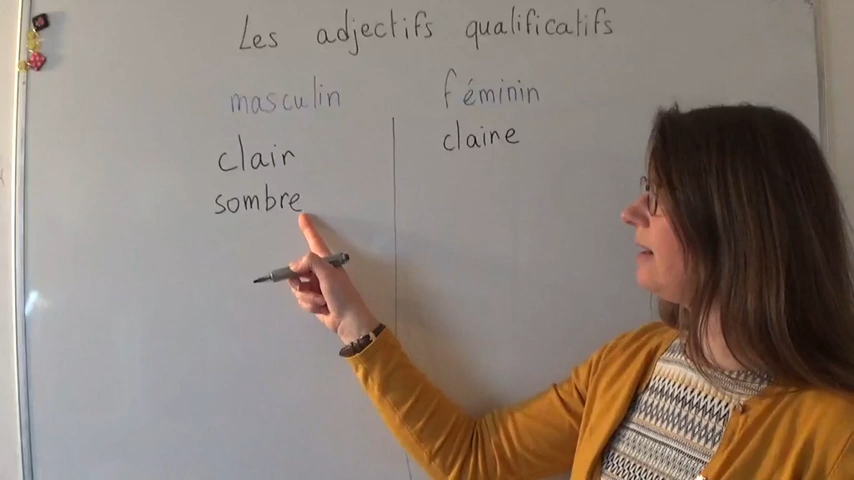 Les adjectifs qualificatifs
masculin féminin
clair claire
sombre